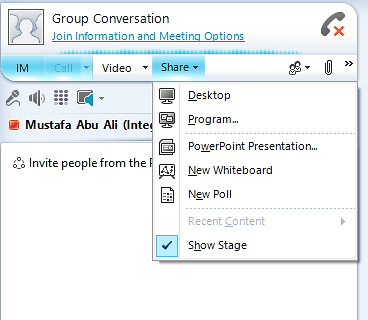 Group Conversation
Join Information and Meeting Options
IM Call Video Share
Desktop
Program...
Mustafa Abu Ali (Integ
PowerPoint Presentation...
Invite people from the
New Whiteboard
New Poll
Recent Content
Show Stage